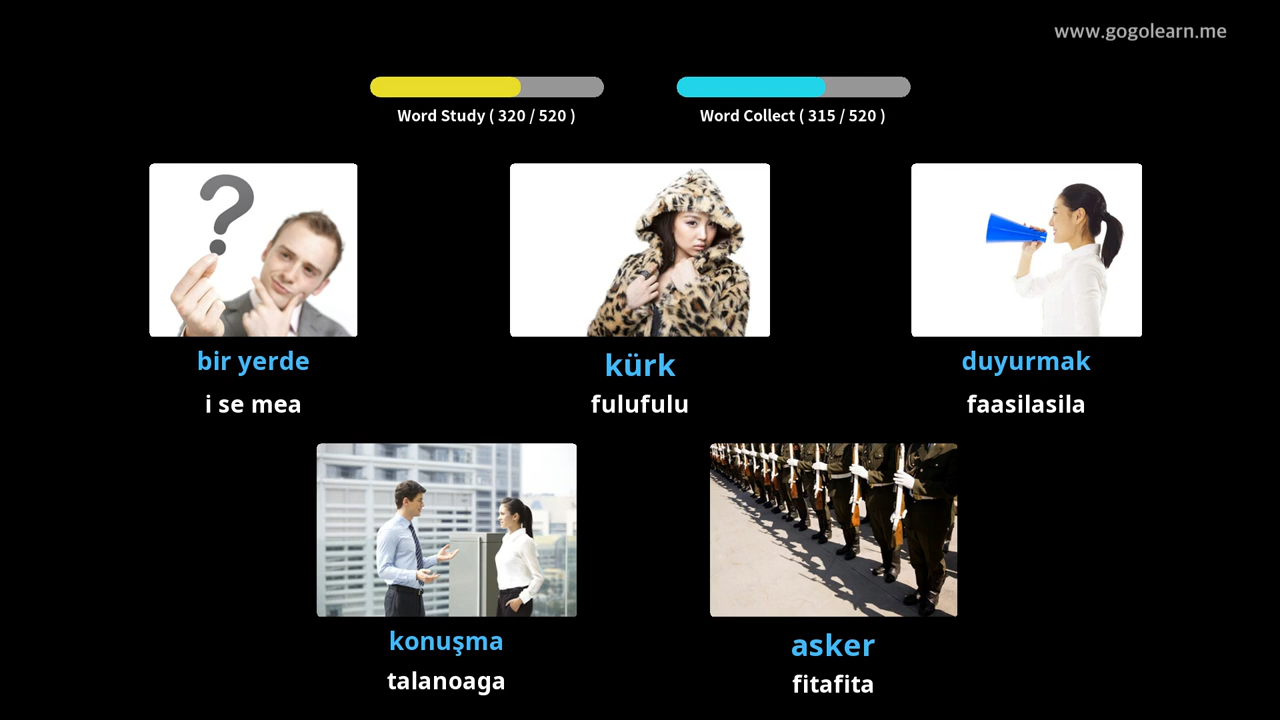 www.gogolearn.me
Word Study ( 320 / 520 )
Word Collect ( 315 / 520 )
bir yerde
i se mea
kürk
fulufulu
duyurmak
faasilasila
konuşma
talanoaga
asker
fitafita